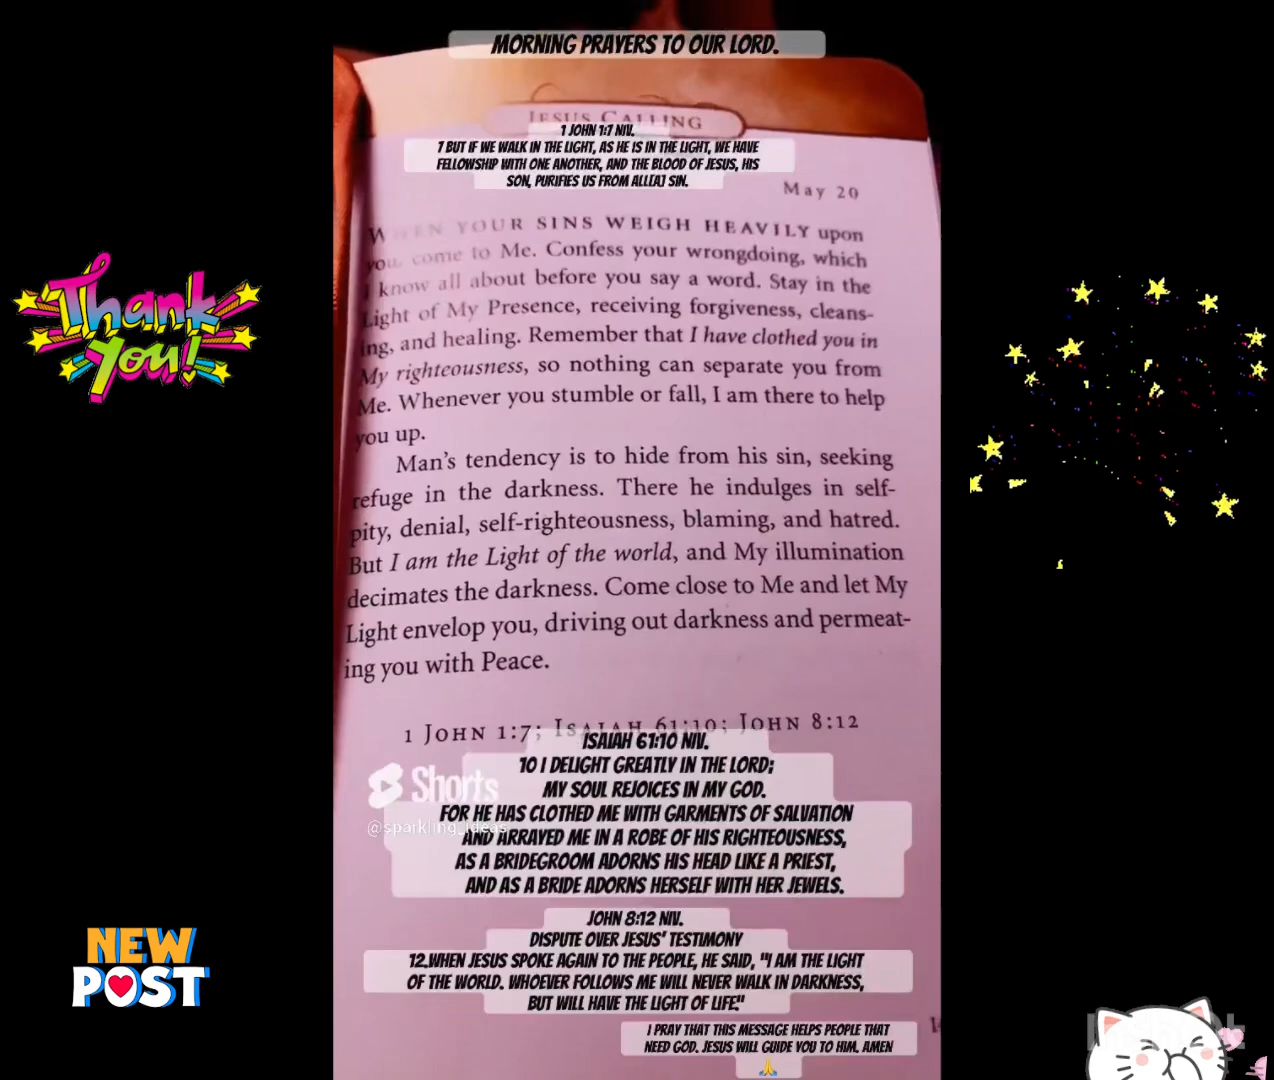 MORNING PRAYERS TO OUR LORD.
JESUS CALLING
1 JOHN 1:7 NIV.
7 BUT IF WE WALK IN THE LIGHT, AS HE IS IN THE LIGHT, WE HAVE
FELLOWSHIP WITH ONE ANOTHER, AND THE BLOOD OF JESUS, HIS
SON, PURIFIES US FROM ALL[A] SIN.
May 20
WHEN YOUR SINS WEIGH HEAVILY upon
you, come to Me. Confess your wrongdoing, which
I know all about before you say a word. Stay in the
Light of My Presence, receiving forgiveness, cleans-
ing, and healing. Remember that I have clothed you in
My righteousness, so nothing can separate you from
Me. Whenever you stumble or fall, I am there to help
you up.
Man's tendency is to hide from his sin, seeking
refuge in the darkness. There he indulges in self-
pity, denial, self-righteousness, blaming, and hatred.
But I am the Light of the world, and My illumination
decimates the darkness. Come close to Me and let My
Light envelop you, driving out darkness and permeat-
ing you with Peace.
1 JOHN 1:7; ISAIAH 61:10; JOHN 8:12
ISAIAH 61:10 NIV.
10 I DELIGHT GREATLY IN THE LORD;
MY SOUL REJOICES IN MY GOD.
FOR HE HAS CLOTHED ME WITH GARMENTS OF SALVATION
AND ARRAYED ME IN A ROBE OF HIS RIGHTEOUSNESS,
AS A BRIDEGROOM ADORNS HIS HEAD LIKE A PRIEST,
AND AS A BRIDE ADORNS HERSELF WITH HER JEWELS.
Shorts
@sparkling_ideas
JOHN 8:12 NIV.
DISPUTE OVER JESUS' TESTIMONY
12.WHEN JESUS SPOKE AGAIN TO THE PEOPLE, HE SAID, "I AM THE LIGHT
OF THE WORLD. WHOEVER FOLLOWS ME WILL NEVER WALK IN DARKNESS,
BUT WILL HAVE THE LIGHT OF LIFE."
I PRAY THAT THIS MESSAGE HELPS PEOPLE THAT
NEED GOD. JESUS WILL GUIDE YOU TO HIM. AMEN
🙏
Thank
you!
NEW
POST